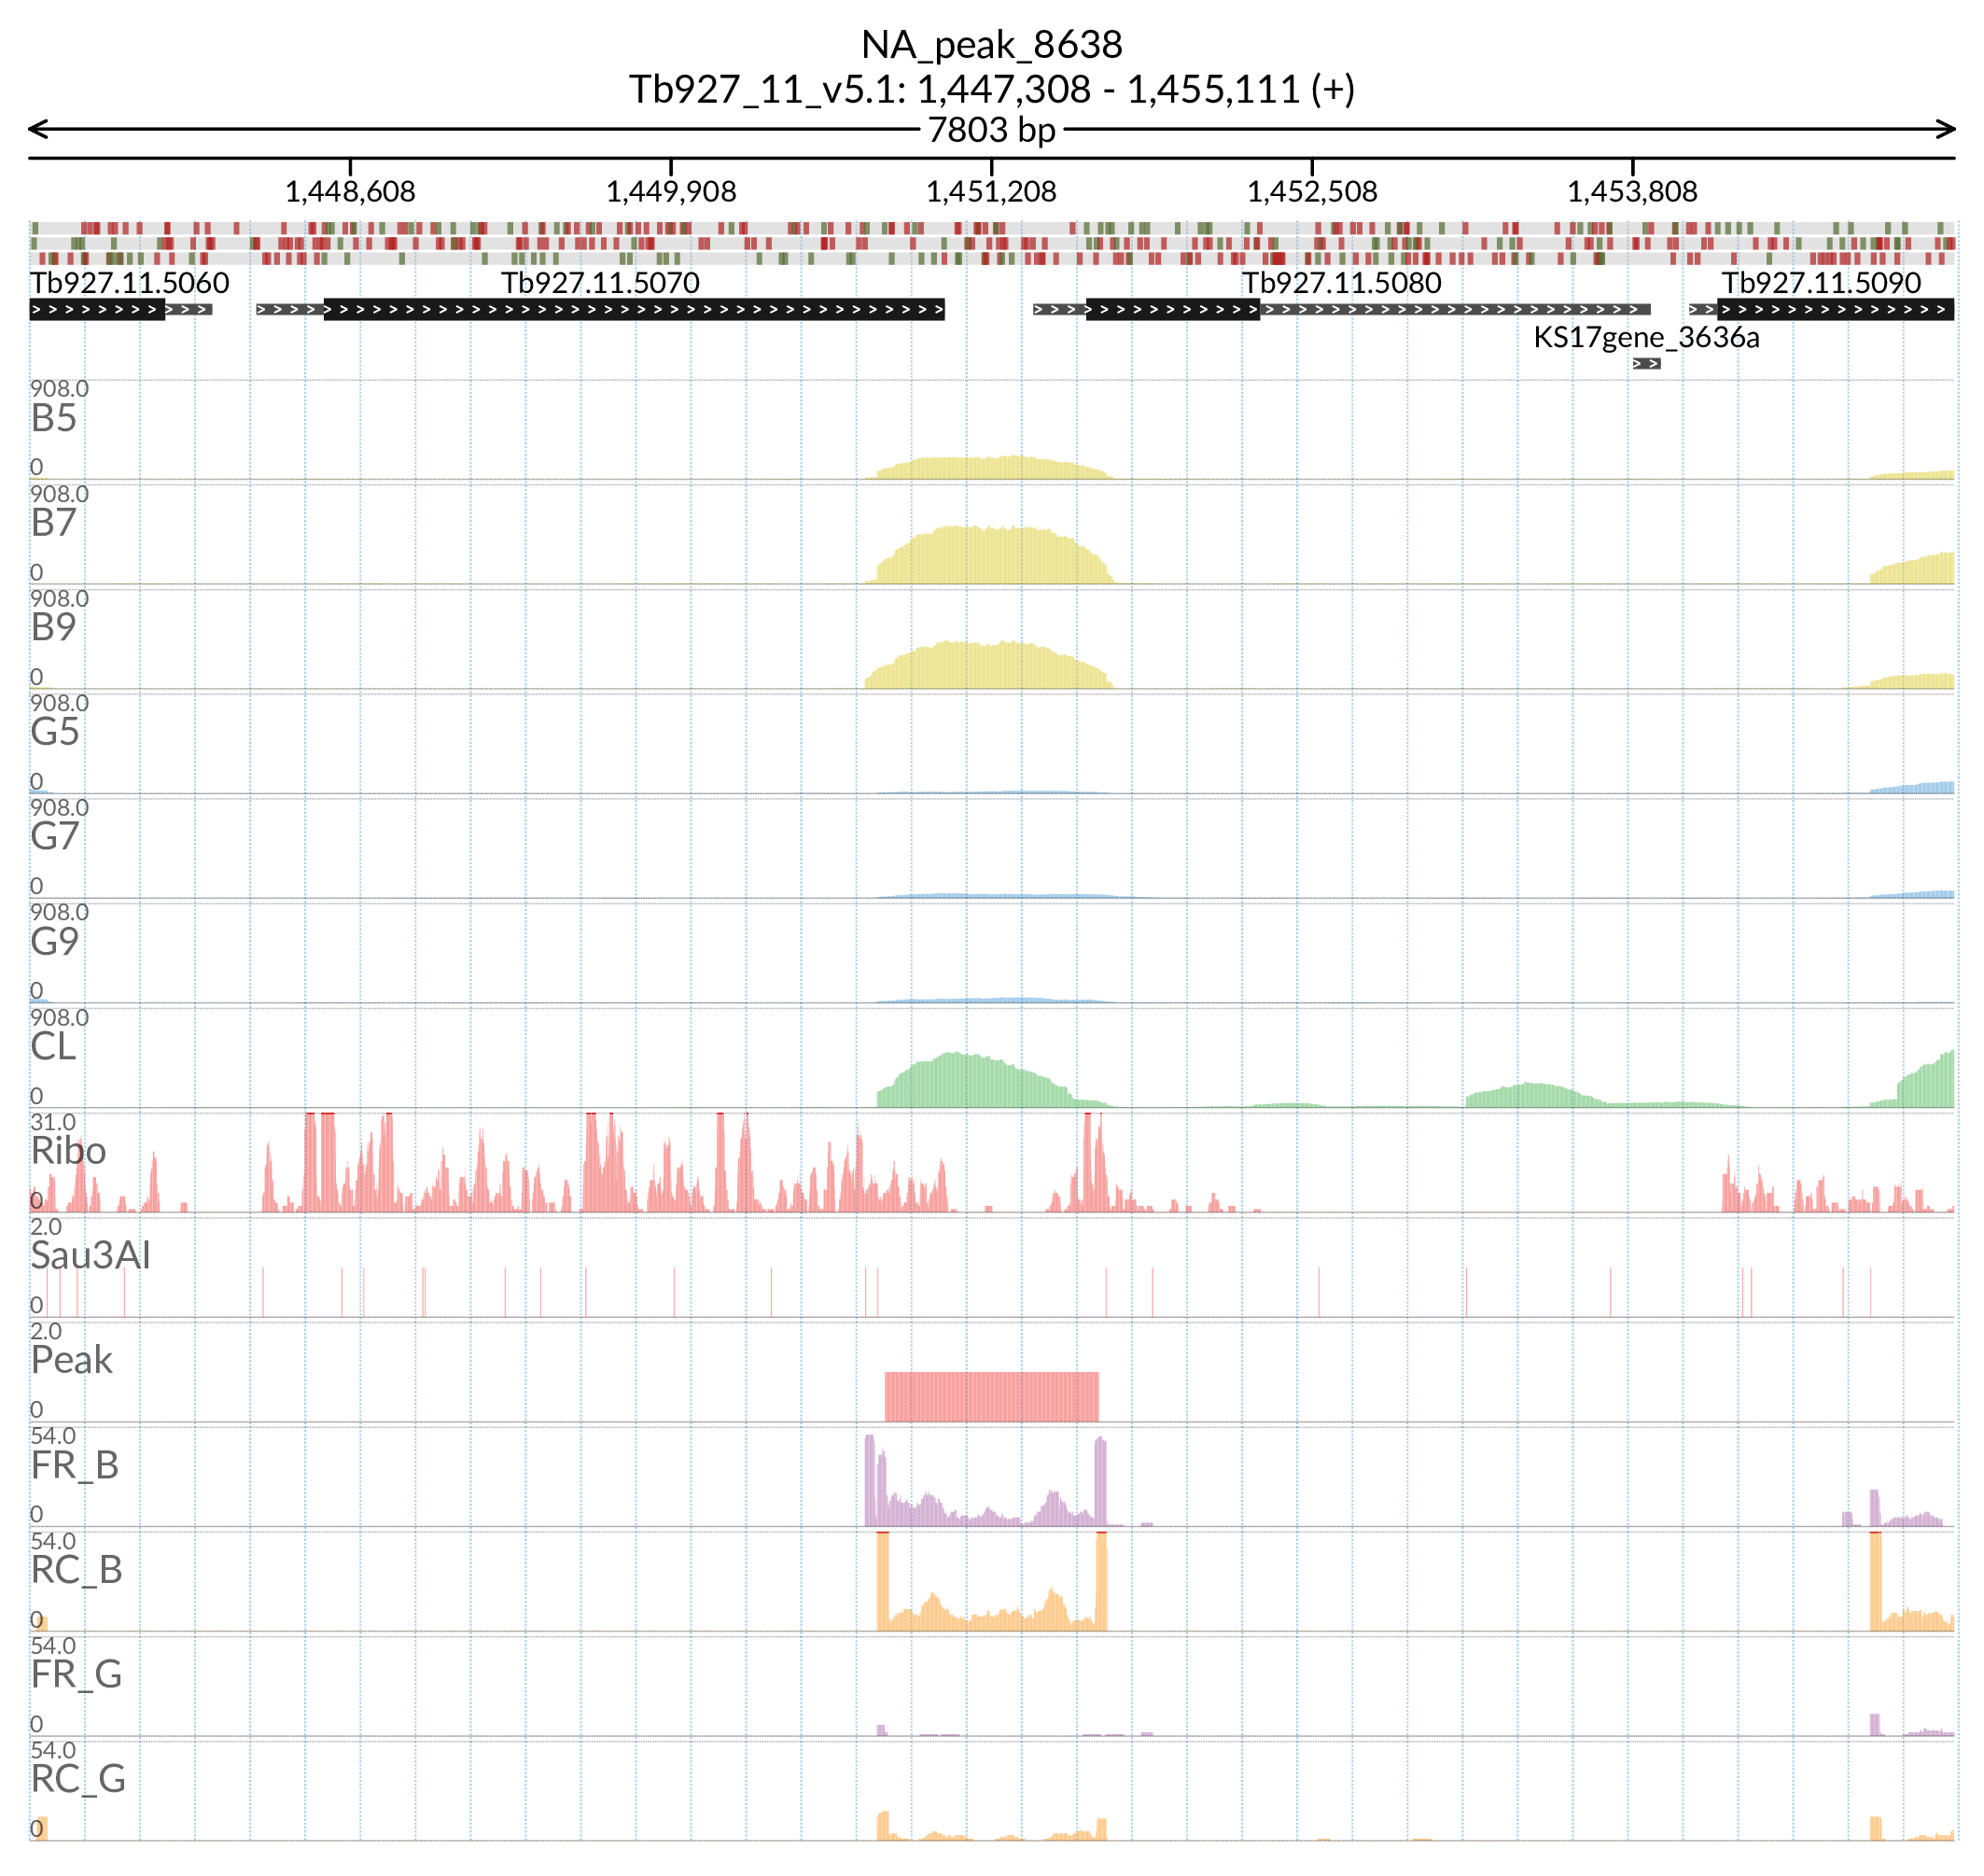 NA_peak_8638
Tb927_11_v5.1: 1,447,308 - 1,455,111 (+)
7803 bp
1,448,608 1,449,908 1,451,208 1,452,508 1,453,808
Tb927.11.5060 Tb927.11.5070 Tb927.11.5080 Tb927.11.5090
KS17gene_3636a
908.0
B5
0
908.0
B7
0
908.0
B9
0
908.0
G5
0
908.0
G7
0
908.0
G9
0
908.0
CL
0
31.0
Ribo
0
2.0
Sau3AI
0
2.0
Peak
0
54.0
FR_B
0
54.0
RC_B
0
54.0
FR_G
0
54.0
RC_G
0